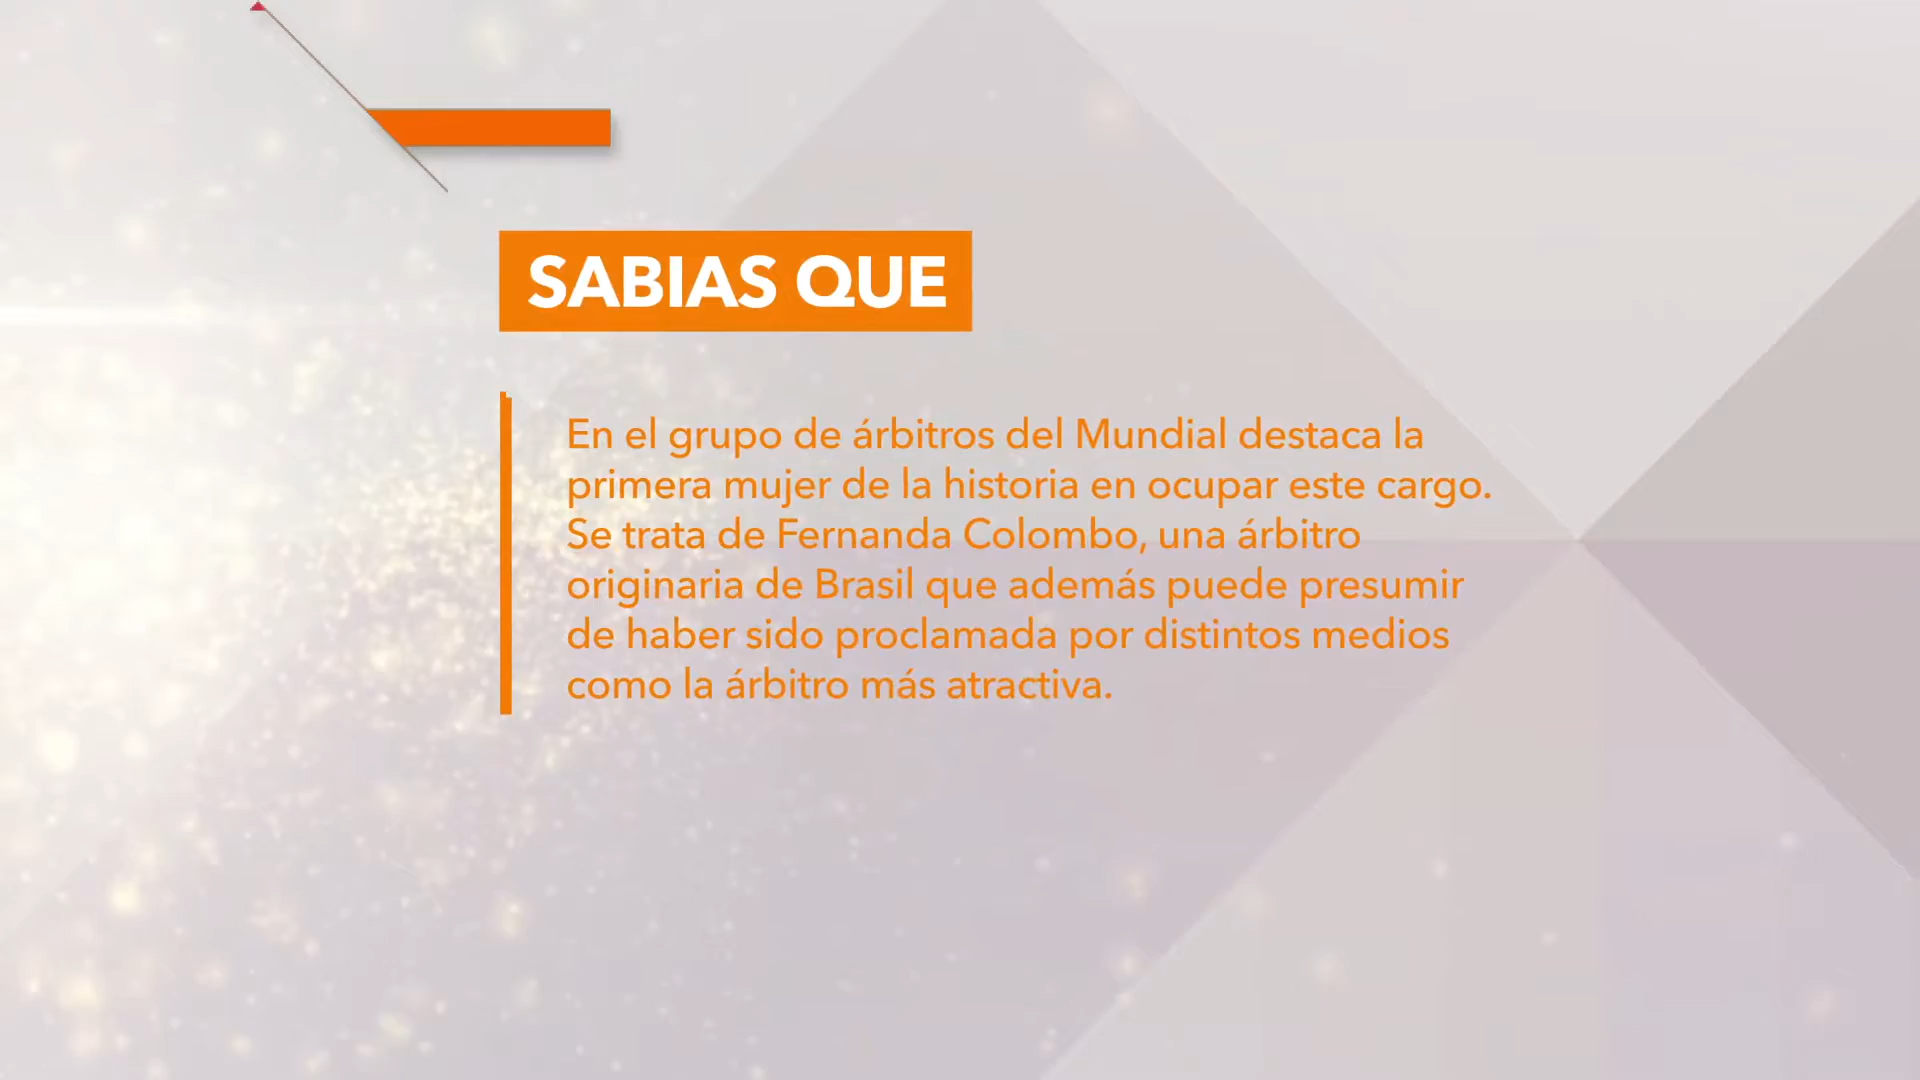 SABIAS QUE
En el grupo de árbitros del Mundial destaca la
primera mujer de la historia en ocupar este cargo.
Se trata de Fernanda Colombo, una árbitro
originaria de Brasil que además puede presumir
de haber sido proclamada por distintos medios
como la árbitro más atractiva.